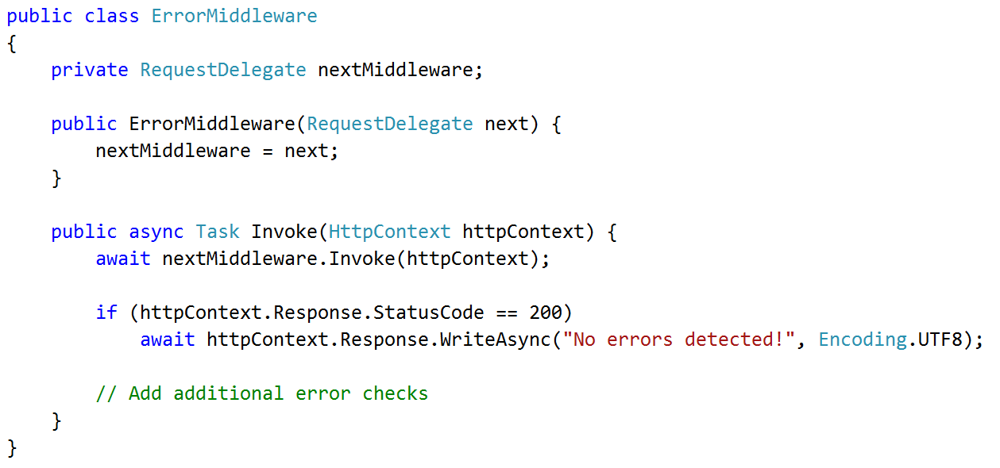 public class ErrorMiddleware
{
    private RequestDelegate nextMiddleware;

    public ErrorMiddleware(RequestDelegate next) {
        nextMiddleware = next;
    }

    public async Task Invoke(HttpContext httpContext) {
        await nextMiddleware.Invoke(httpContext);

        if (httpContext.Response.StatusCode == 200)
            await httpContext.Response.WriteAsync("No errors detected!", Encoding.UTF8);

        // Add additional error checks
    }
}